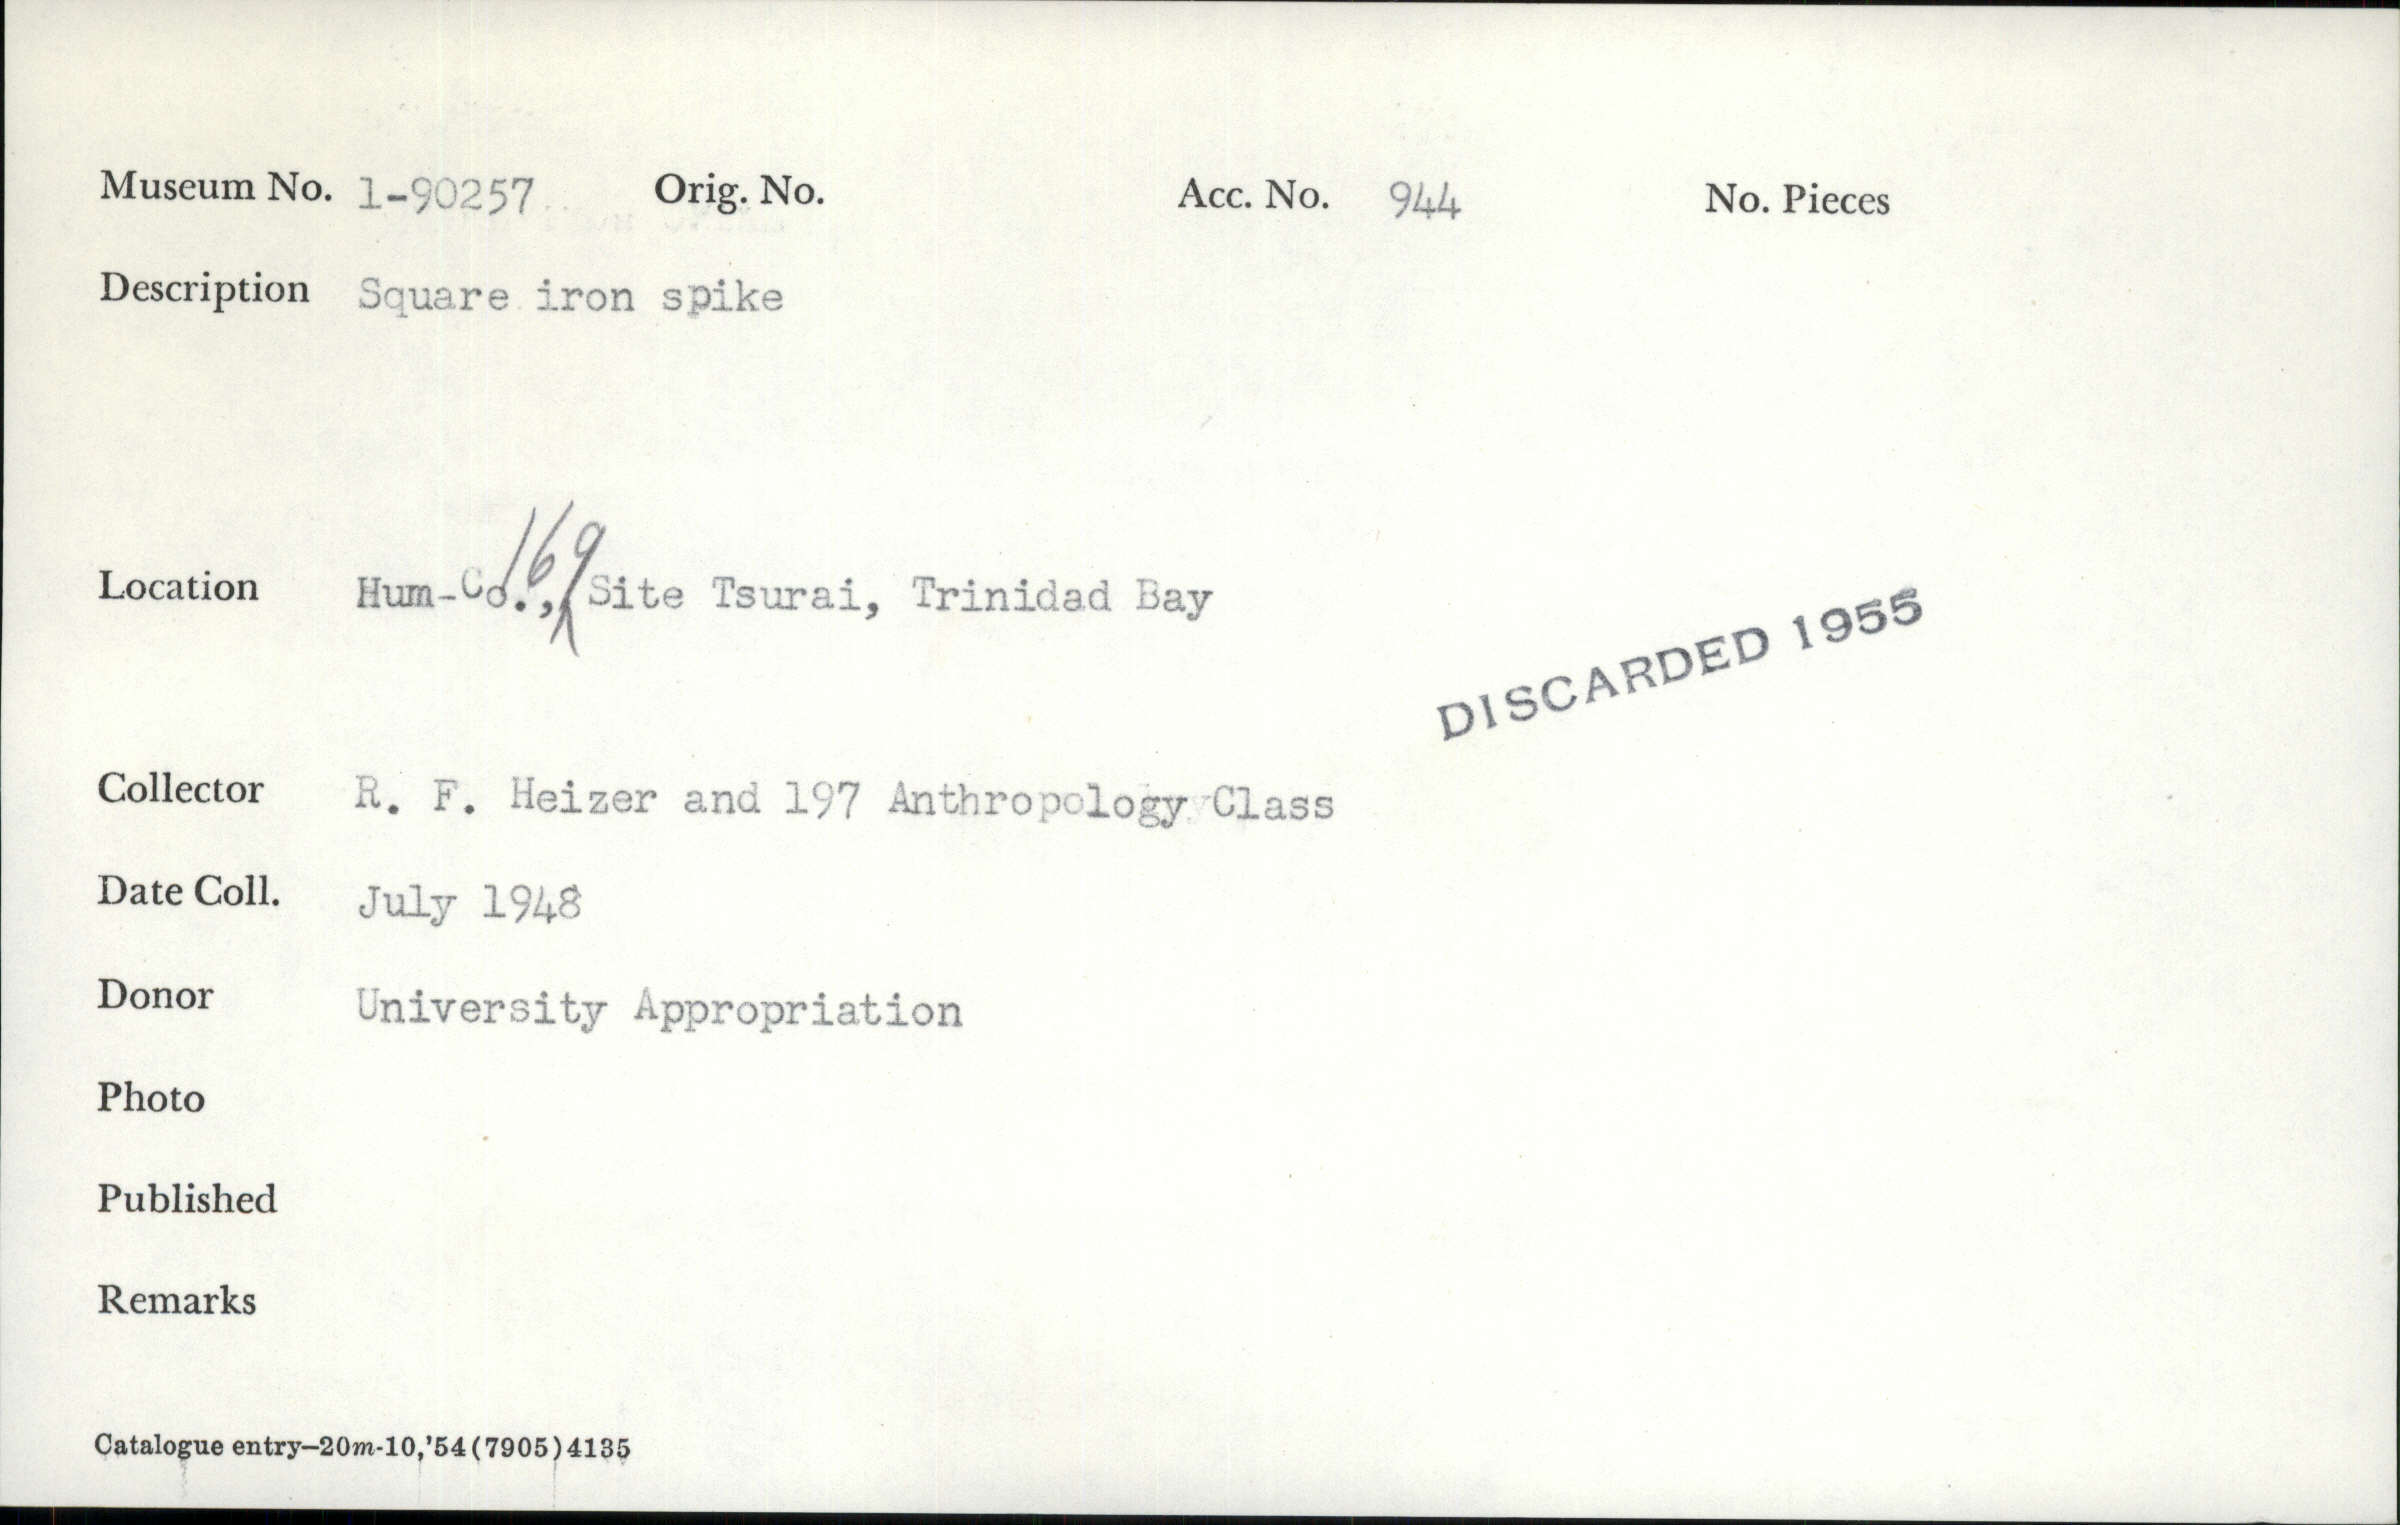 Museum No. 1-90257 Orig. No. Acc. No. 944 No. Pieces
Description Square iron spike
169
Location Hum-Co., Site Tsurai, Trinidad Bay
DISCARDED 1955
Collector R. F. Heizer and 197 Anthropology Class
Date Coll. July 1948
Donor University Appropriation
Photo
Published
Remarks
Catalogue entry—20m-10,'54(7905)4135